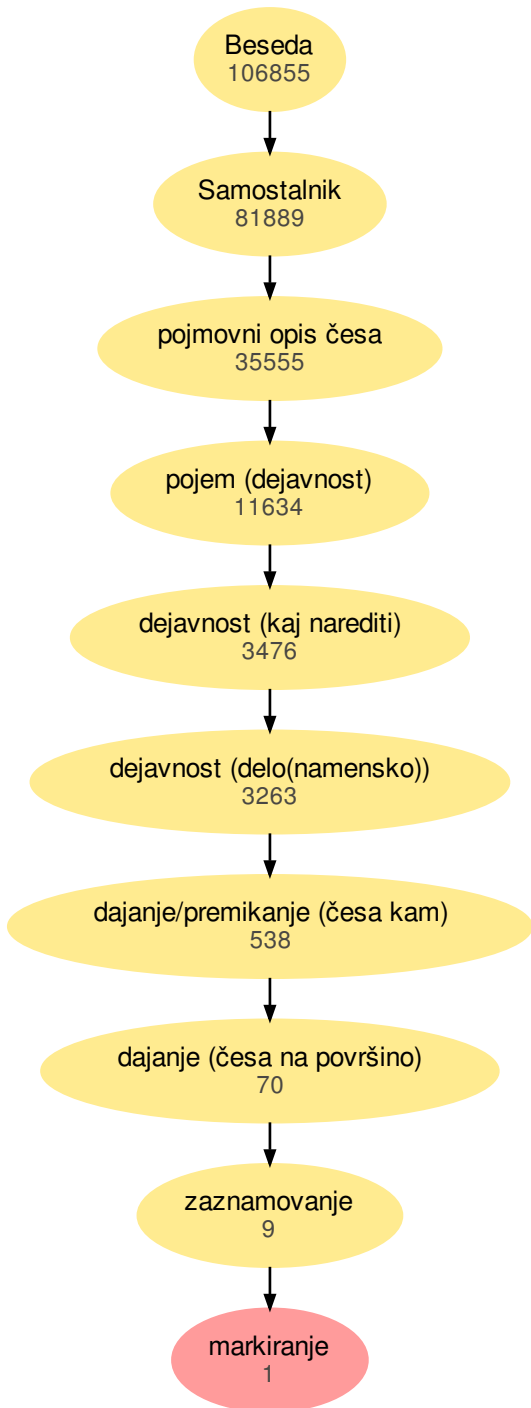 Beseda
106855
Samostalnik
81889
pojmovni opis česa
35555
pojem (dejavnost)
11634
dejavnost (kaj narediti)
3476
dejavnost (delo(namensko))
3263
dajanje/premikanje (česa kam)
538
dajanje (česa na površino)
70
zaznamovanje
9
markiranje
1